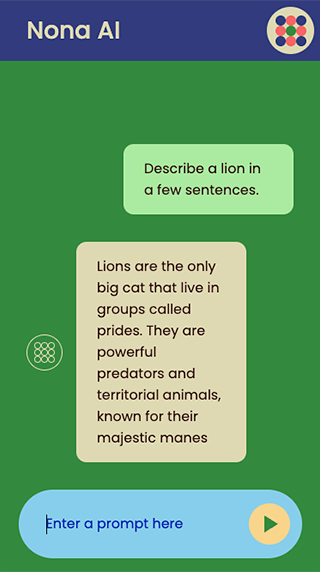 Nona AI
Describe a lion in
a few sentences.
Lions are the only
big cat that live in
groups called
prides. They are
powerful
predators and
territorial animals,
known for their
majestic manes
Enter a prompt here